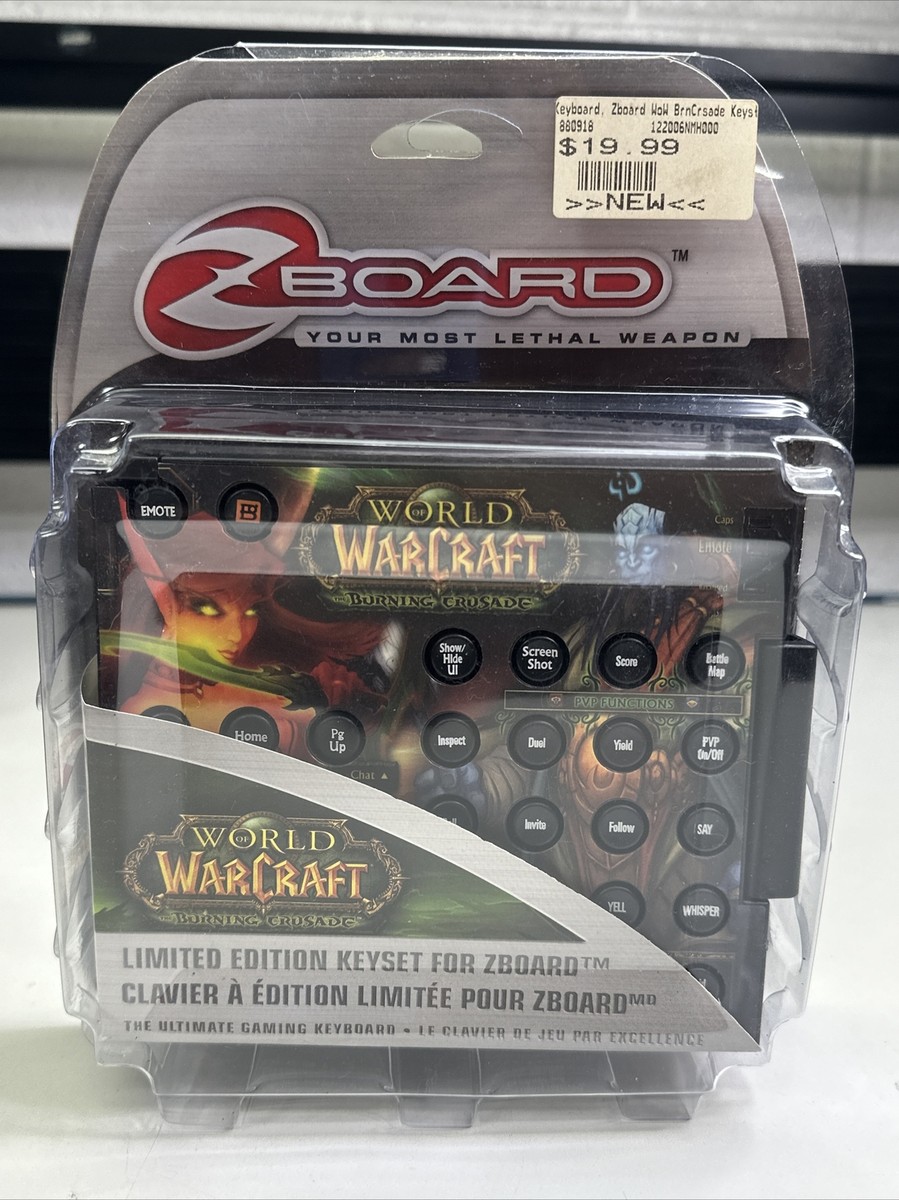 Keyboard, Zboard WoW BrnCrsade Keyst
880918 122006NMH000
$19.99
>>NEW<<
ZBOARD™
YOUR MOST LETHAL WEAPON
EMOTE
WORLD OF WARCRAFT
THE BURNING CRUSADE
Caps
Emote
Show/Hide UI
Screen Shot
Score
Battle Map
PVP FUNCTIONS
Home
Pg Up
Inspect
Duel
Yield
PVP On/Off
Chat ▲
Invite
Follow
SAY
YELL
WHISPER
WORLD OF WARCRAFT
THE BURNING CRUSADE
LIMITED EDITION KEYSET FOR ZBOARD™
CLAVIER À ÉDITION LIMITÉE POUR ZBOARDᴹᴰ
THE ULTIMATE GAMING KEYBOARD • LE CLAVIER DE JEU PAR EXCELLENCE